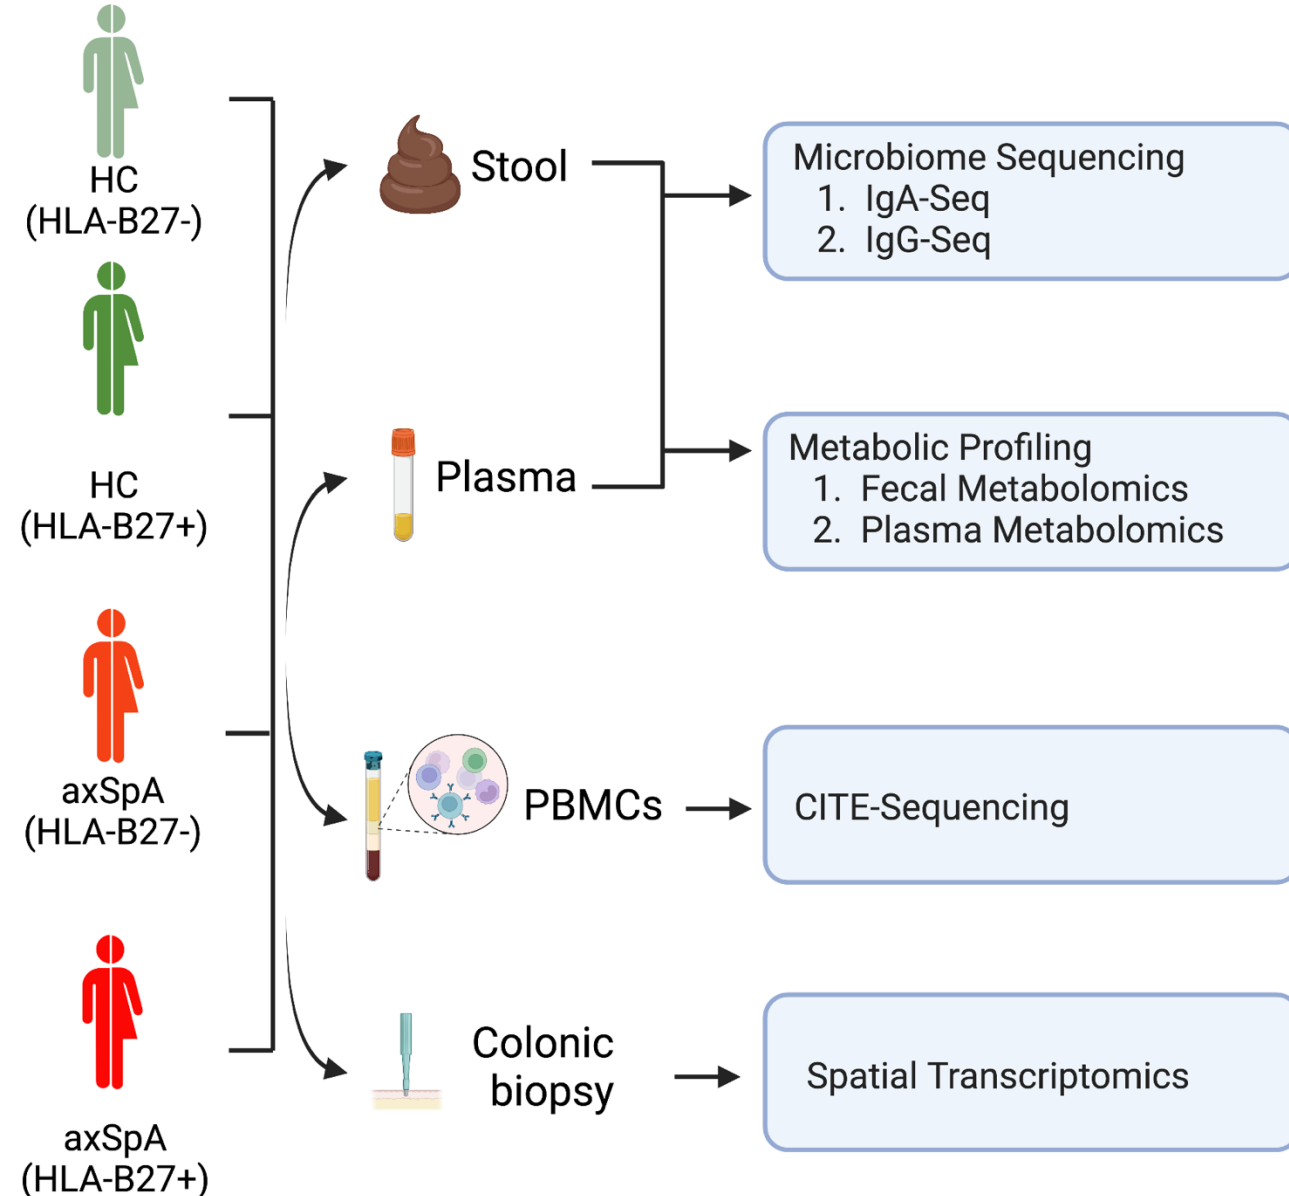 HC
(HLA-B27-)
HC
(HLA-B27+)
axSpA
(HLA-B27-)
axSpA
(HLA-B27+)
Stool
Plasma
PBMCs
Colonic
biopsy
Microbiome Sequencing
1. IgA-Seq
2. IgG-Seq
Metabolic Profiling
1. Fecal Metabolomics
2. Plasma Metabolomics
CITE-Sequencing
Spatial Transcriptomics